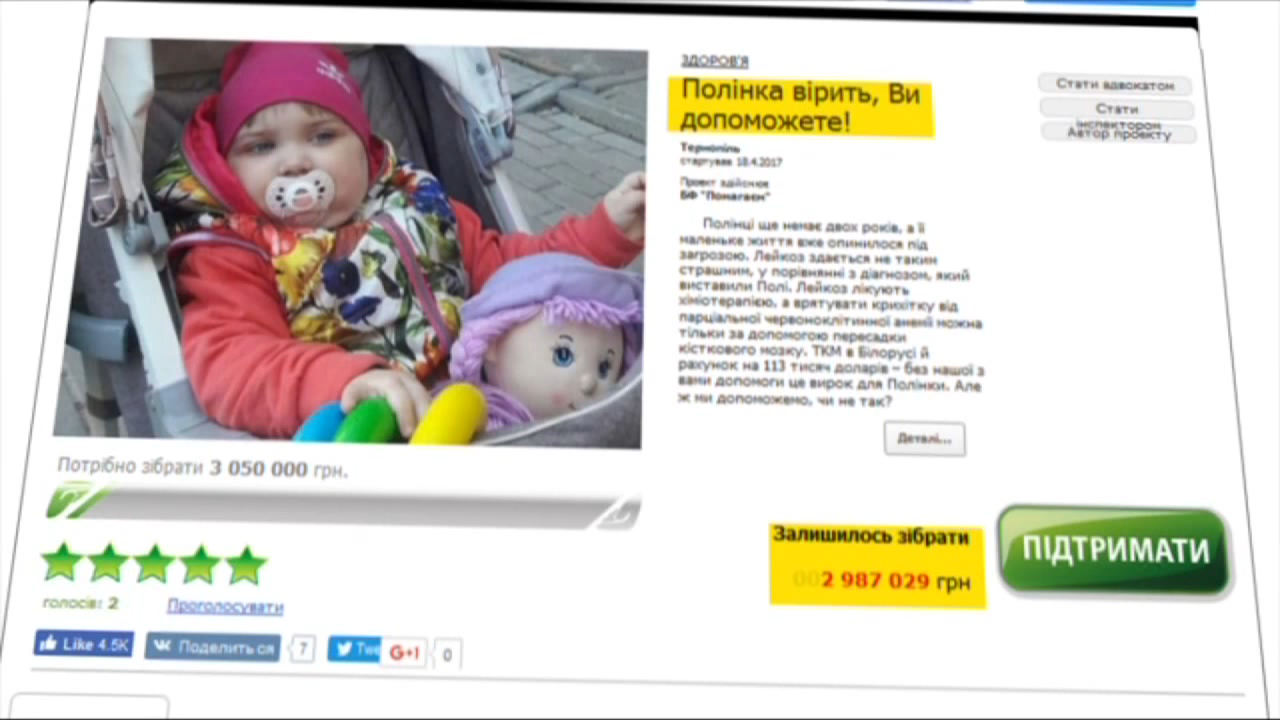 ЗДОРОВ'Я
Полінка вірить, Ви
допоможете!
Тернопіль
стартував 18.4.2017
Проект здійснює
БФ "Помагаєм"
Полінці ще немає двох років, а її
маленьке життя вже опинилося під
загрозою. Лейкоз здається не таким
страшним, у порівнянні з діагнозом, який
виставили Полі. Лейкоз лікують
хіміотерапією, а врятувати крихітку від
парціальної червоноклітинної анемії можна
тільки за допомогою пересадки
кісткового мозку. ТКМ в Білорусі й
рахунок на 113 тисяч доларів – без нашої з
вами допомоги це вирок для Полінки. Але
ж ми допоможемо, чи не так?
Деталі...
Стати адвокатом
Стати
інспектором
Автор проекту
Потрібно зібрати 3 050 000 грн.
Залишилось зібрати
002 987 029 грн
ПІДТРИМАТИ
голосів: 2 Проголосувати
Like 4.5K Поделиться 7 Twe G+1 0